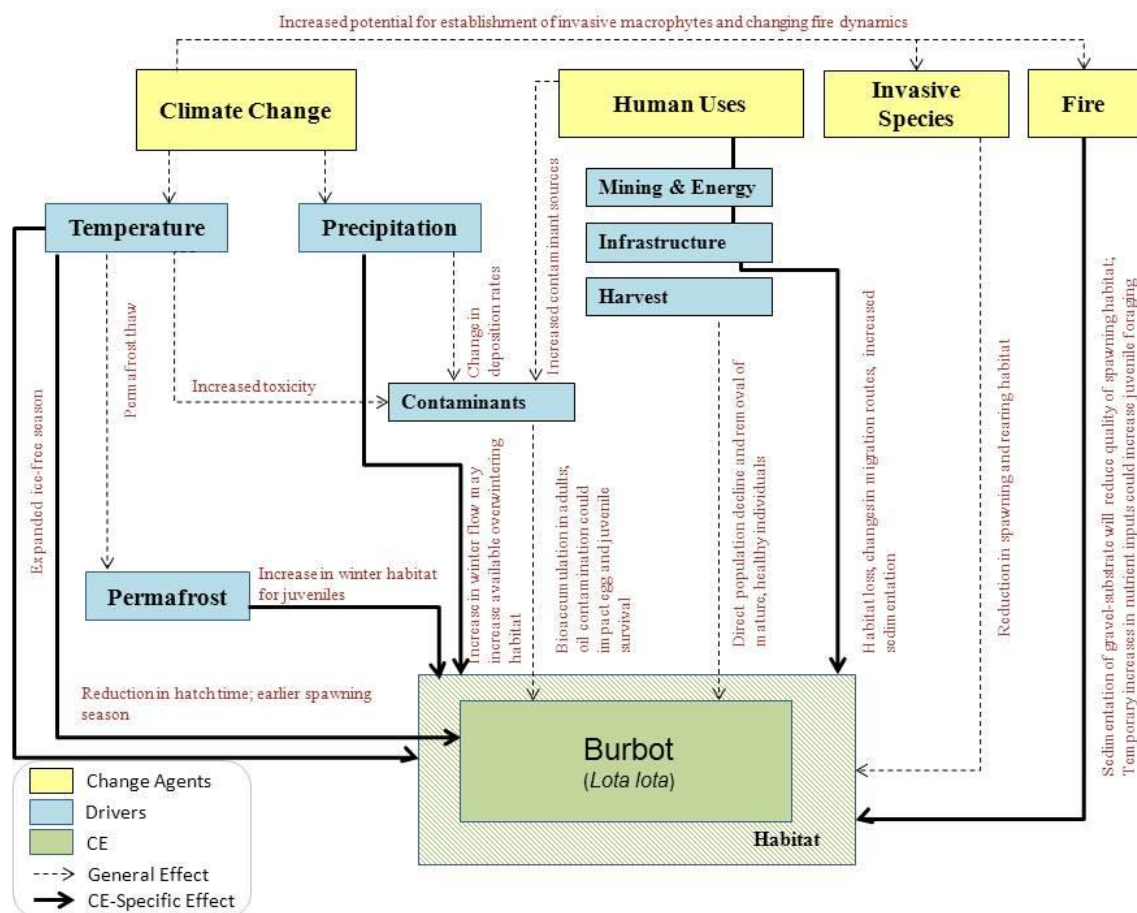 Increased potential for establishment of invasive macrophytes and changing fire dynamics
Climate Change
Human Uses
Invasive
Species
Fire
Mining & Energy
Temperature
Precipitation
Infrastructure
Harvest
Increased contaminant sources
Change in
deposition rates
Permafrost thaw
Increased toxicity
Contaminants
Expanded ice-free season
Permafrost
Increase in winter habitat
for juveniles
Increase in winter flow may
increase available overwintering
habitat
Bioaccumulation in adults;
oil contamination could
impact egg and juvenile
survival
Direct population decline and removal of
mature, healthy individuals
Habitat loss, changes in migration routes, increased
sedimentation
Reduction in spawning and rearing habitat
Sedimentation of gravel-substrate will reduce quality of spawning habitat;
Temporary increases in nutrient inputs could increase juvenile foraging
Reduction in hatch time; earlier spawning
season
Burbot
(Lota lota)
Habitat
Change Agents
Drivers
CE
General Effect
CE-Specific Effect